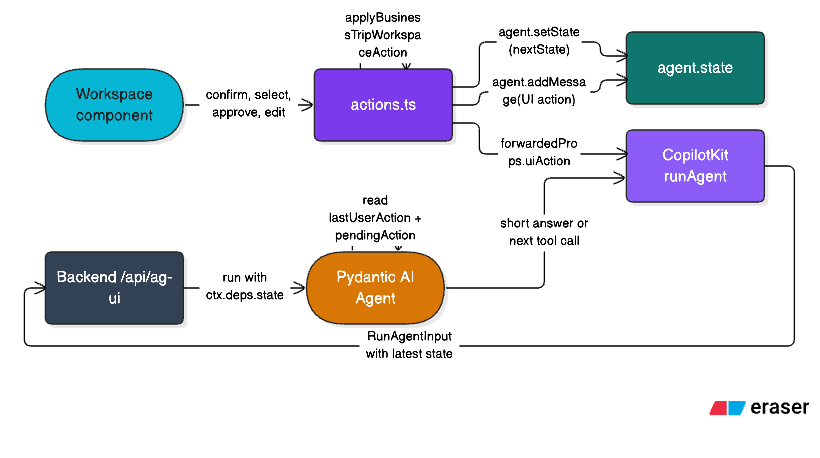 applyBusines
sTripWorkspa
ceAction
agent.setState
(nextState)
agent.state
Workspace
component
confirm, select,
approve, edit
actions.ts
agent.addMessa
ge(UI action)
forwardedPro
ps.uiAction
CopilotKit
runAgent
read
lastUserAction +
pendingAction
short answer or
next tool call
Backend /api/ag-
ui
run with
ctx.deps.state
Pydantic AI
Agent
RunAgentInput
with latest state
eraser